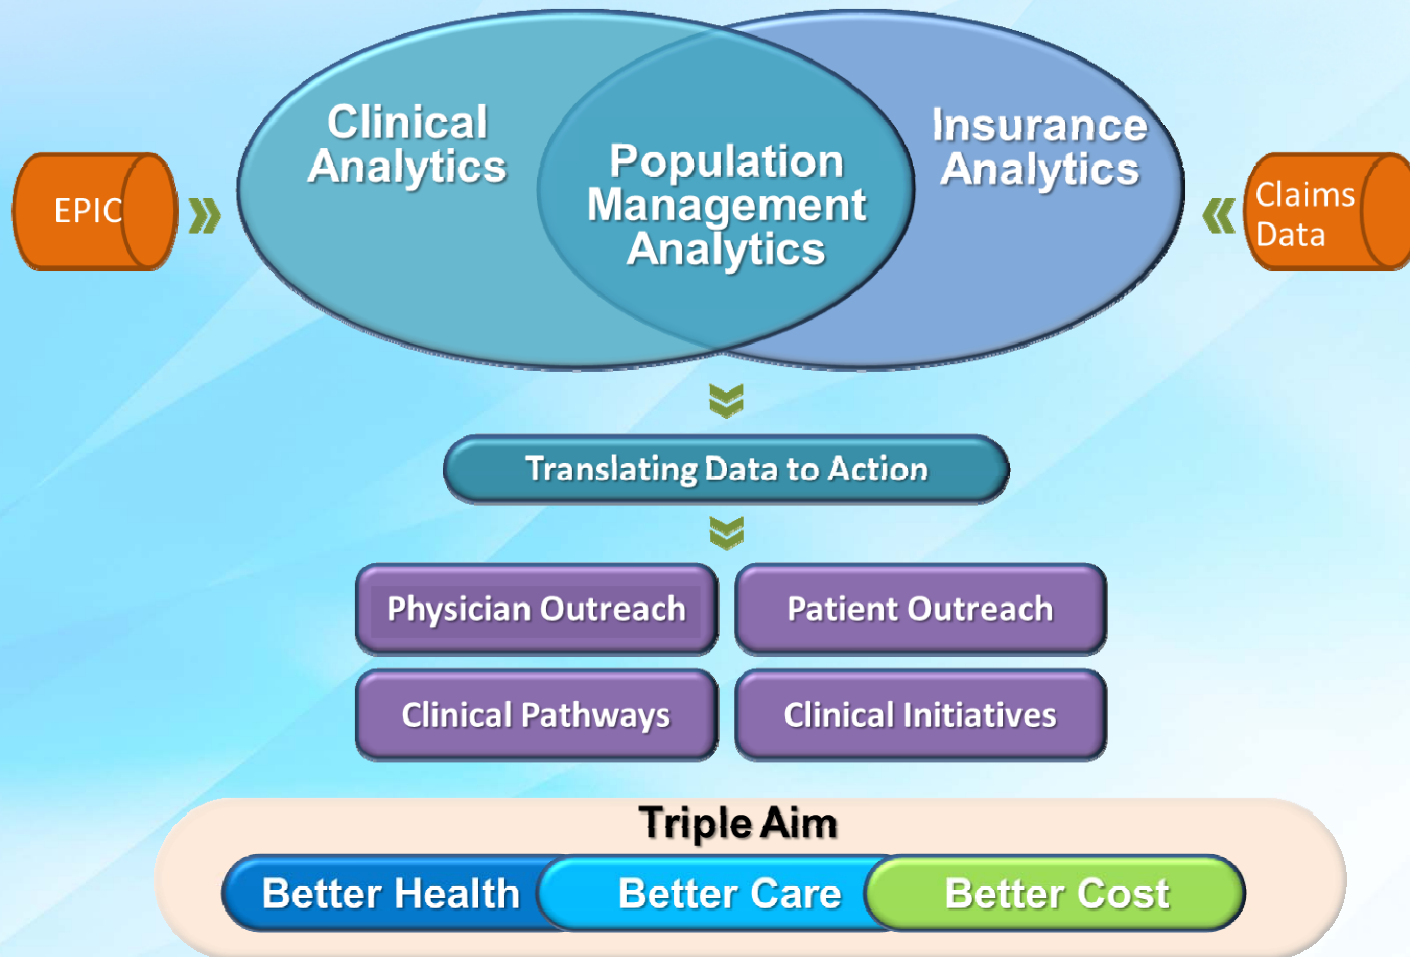 Clinical
Analytics
Population
Management
Analytics
Insurance
Analytics
EPIC
Claims
Data
Translating Data to Action
Physician Outreach
Patient Outreach
Clinical Pathways
Clinical Initiatives
Triple Aim
Better Health
Better Care
Better Cost